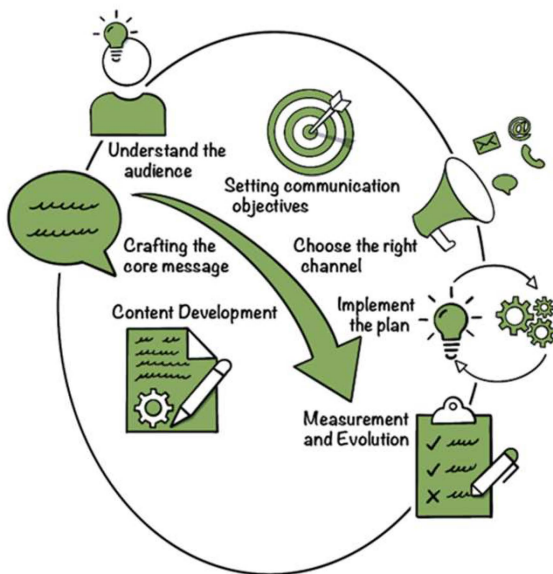 Understand the
audience
Setting communication
objectives
Crafting the
core message
Choose the right
channel
Content Development
Implement
the plan
Measurement
and Evolution
@